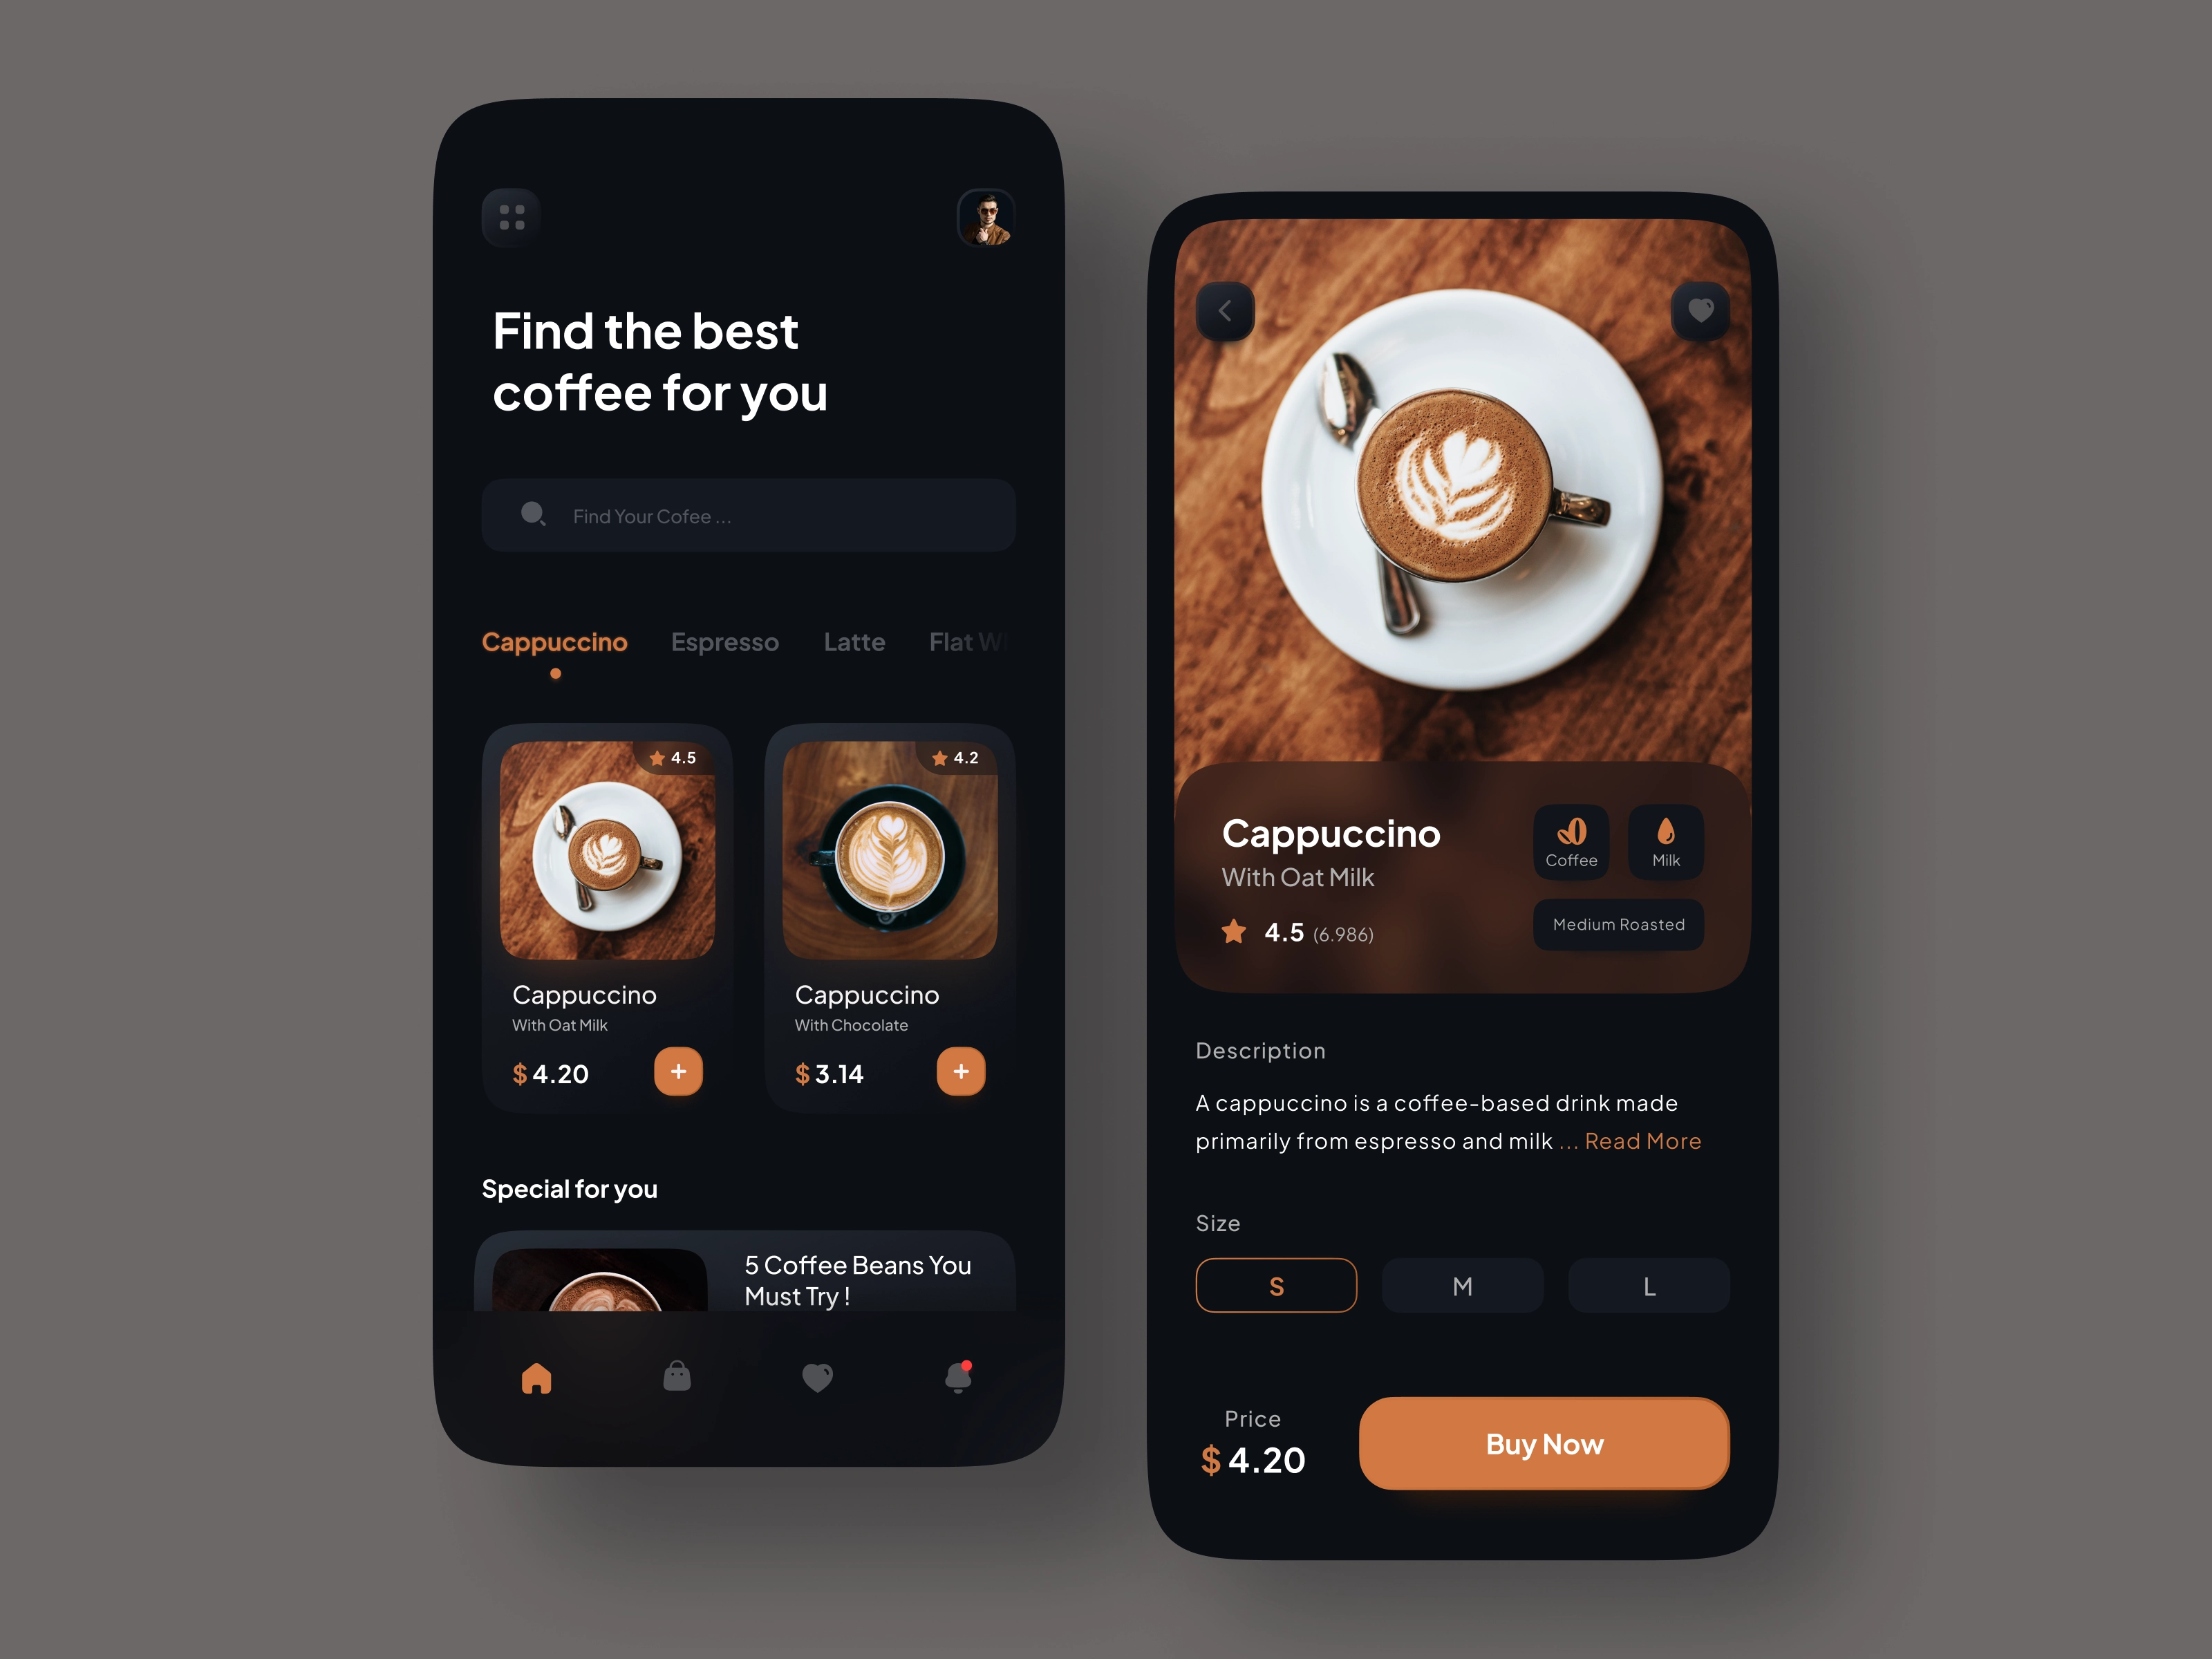 Find the best
coffee for you
Find Your Cofee ...
Cappuccino Espresso Latte Flat
4.5
4.2
Cappuccino
With Oat Milk
$ 4.20
+
Cappuccino
With Chocolate
$ 3.14
+
Special for you
5 Coffee Beans You
Must Try !
Cappuccino
With Oat Milk
4.5 (6.986)
Coffee
Milk
Medium Roasted
Description
A cappuccino is a coffee-based drink made
primarily from espresso and milk ... Read More
Size
S M L
Price
$ 4.20
Buy Now